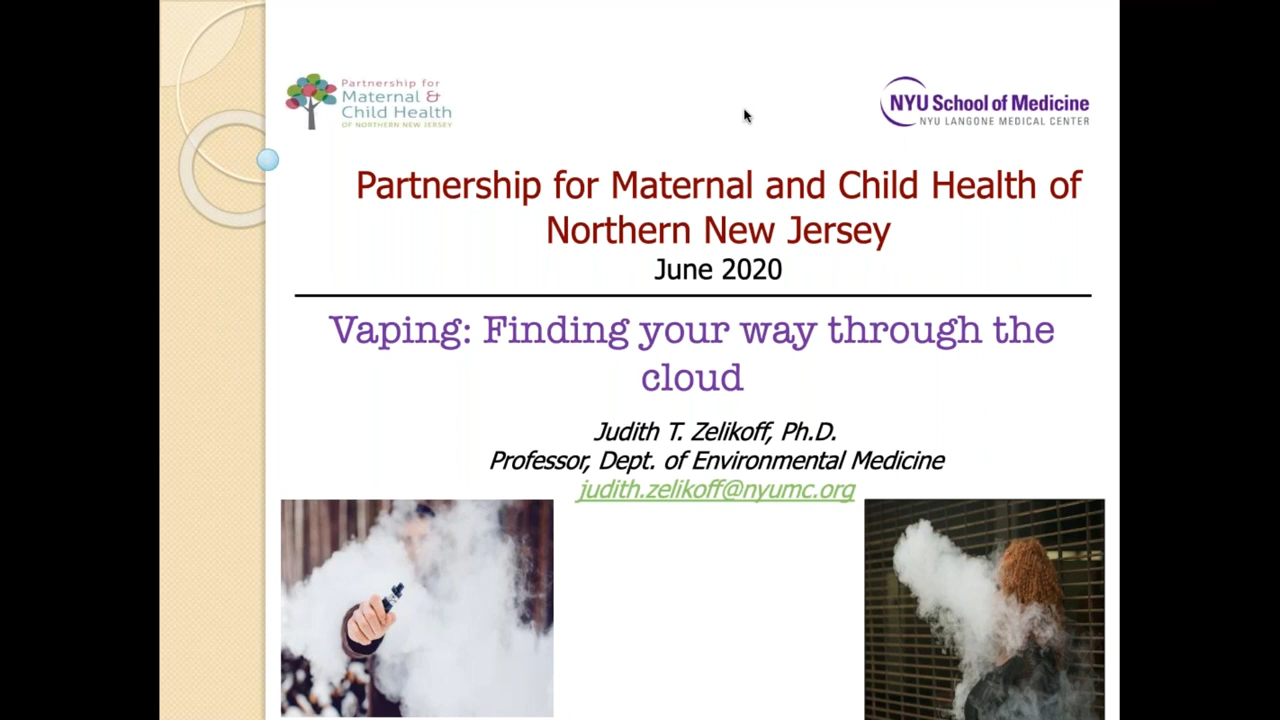 Partnership for
Maternal &
Child Health
OF NORTHERN NEW JERSEY
NYU School of Medicine
NYU LANGONE MEDICAL CENTER
Partnership for Maternal and Child Health of
Northern New Jersey
June 2020
Vaping: Finding your way through the
cloud
Judith T. Zelikoff, Ph.D.
Professor, Dept. of Environmental Medicine
judith.zelikoff@nyumc.org